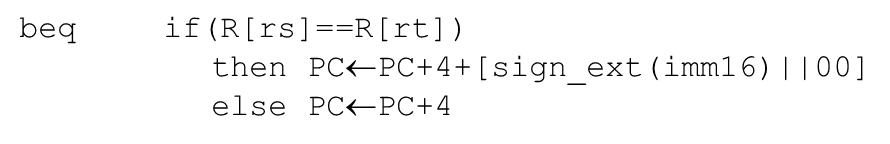 beq if(R[rs]==R[rt])
then PC←PC+4+[sign_ext(imm16)||00]
else PC←PC+4